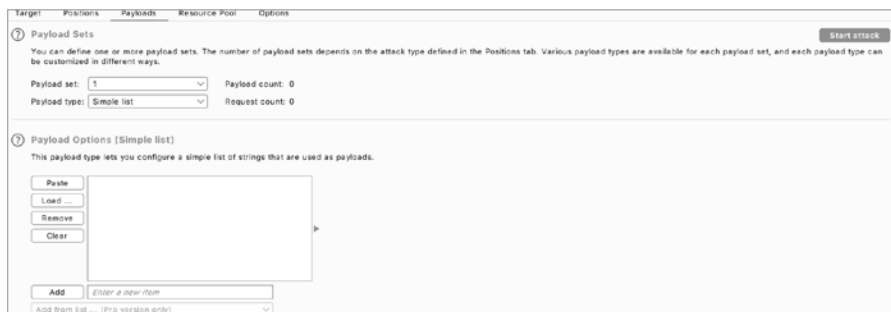 Target Positions Payloads Resource Pool Options
Payload Sets
Start attack
You can define one or more payload sets. The number of payload sets depends on the attack type defined in the Positions tab. Various payload types are available for each payload set, and each payload type can
be customized in different ways.
Payload set: 1 Payload count: 0
Payload type: Simple list Request count: 0
Payload Options [Simple list]
This payload type lets you configure a simple list of strings that are used as payloads.
Paste
Load ...
Remove
Clear
Add Enter a new item
Add from list ... [Pro version only]